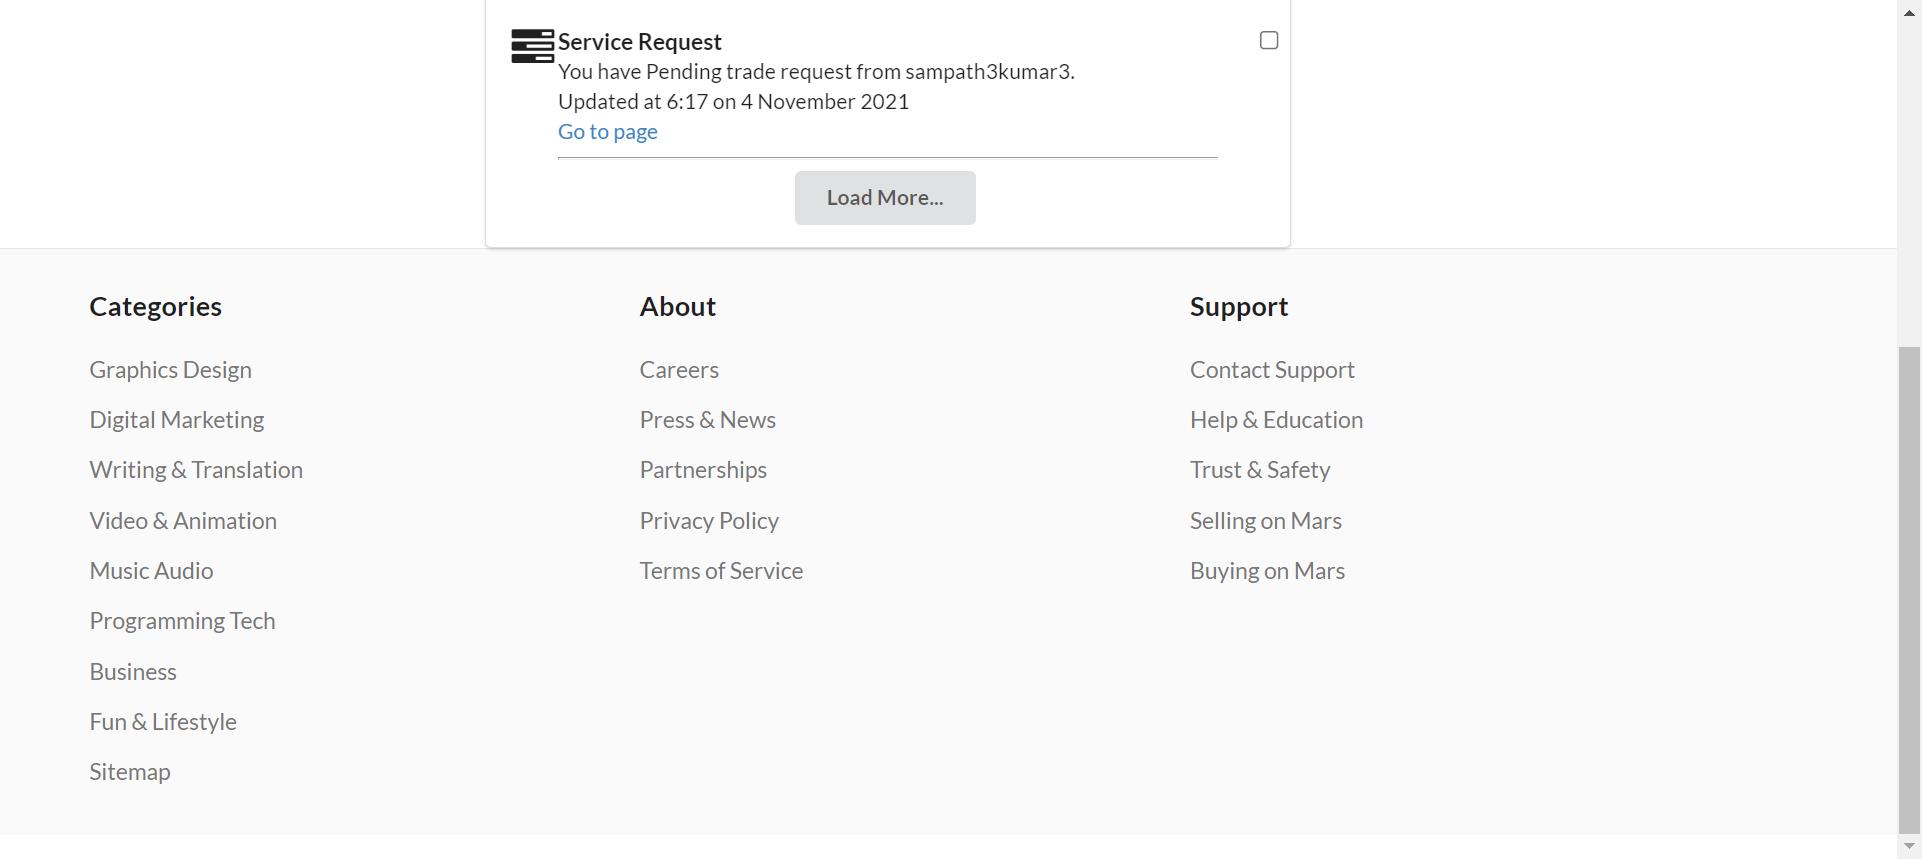 Service Request
You have Pending trade request from sampath3kumar3.
Updated at 6:17 on 4 November 2021
Go to page
Load More...
Categories
Graphics Design
Digital Marketing
Writing & Translation
Video & Animation
Music Audio
Programming Tech
Business
Fun & Lifestyle
Sitemap
About
Careers
Press & News
Partnerships
Privacy Policy
Terms of Service
Support
Contact Support
Help & Education
Trust & Safety
Selling on Mars
Buying on Mars